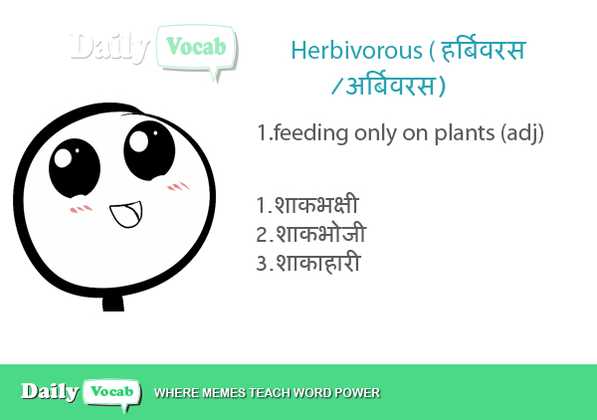 Daily Vocab
Herbivorous ( हर्बिवरस
/अर्बिवरस)
1.feeding only on plants (adj)
1.शाकभक्षी
2.शाकभोजी
3.शाकाहारी
Daily Vocab WHERE MEMES TEACH WORD POWER